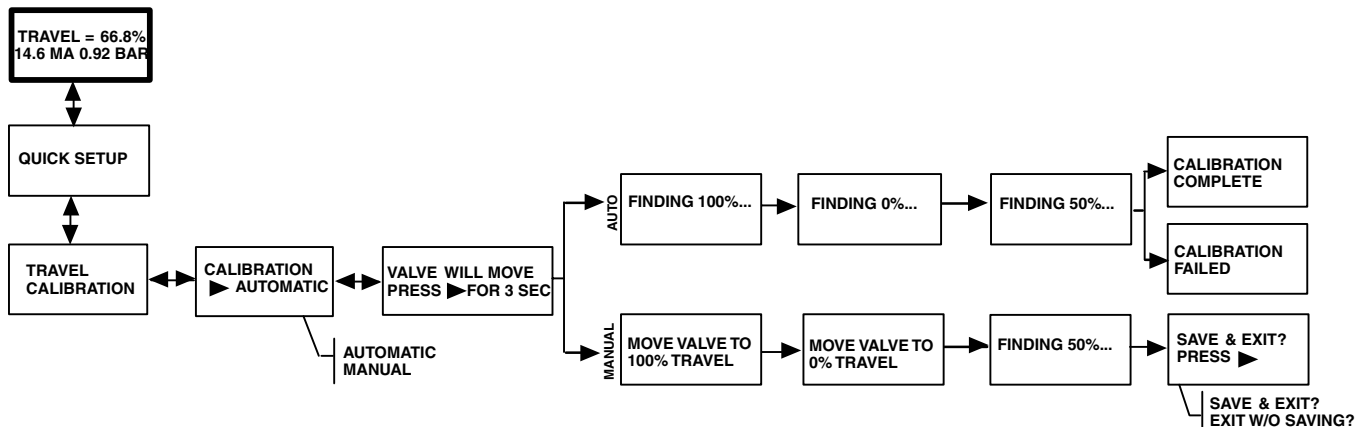 TRAVEL = 66.8%
14.6 MA 0.92 BAR
QUICK SETUP
TRAVEL
CALIBRATION
CALIBRATION
▶ AUTOMATIC
AUTOMATIC
MANUAL
VALVE WILL MOVE
PRESS ▶ FOR 3 SEC
AUTO
FINDING 100%...
FINDING 0%...
FINDING 50%...
CALIBRATION
COMPLETE
CALIBRATION
FAILED
MANUAL
MOVE VALVE TO
100% TRAVEL
MOVE VALVE TO
0% TRAVEL
FINDING 50%...
SAVE & EXIT?
PRESS ▶
SAVE & EXIT?
EXIT W/O SAVING?